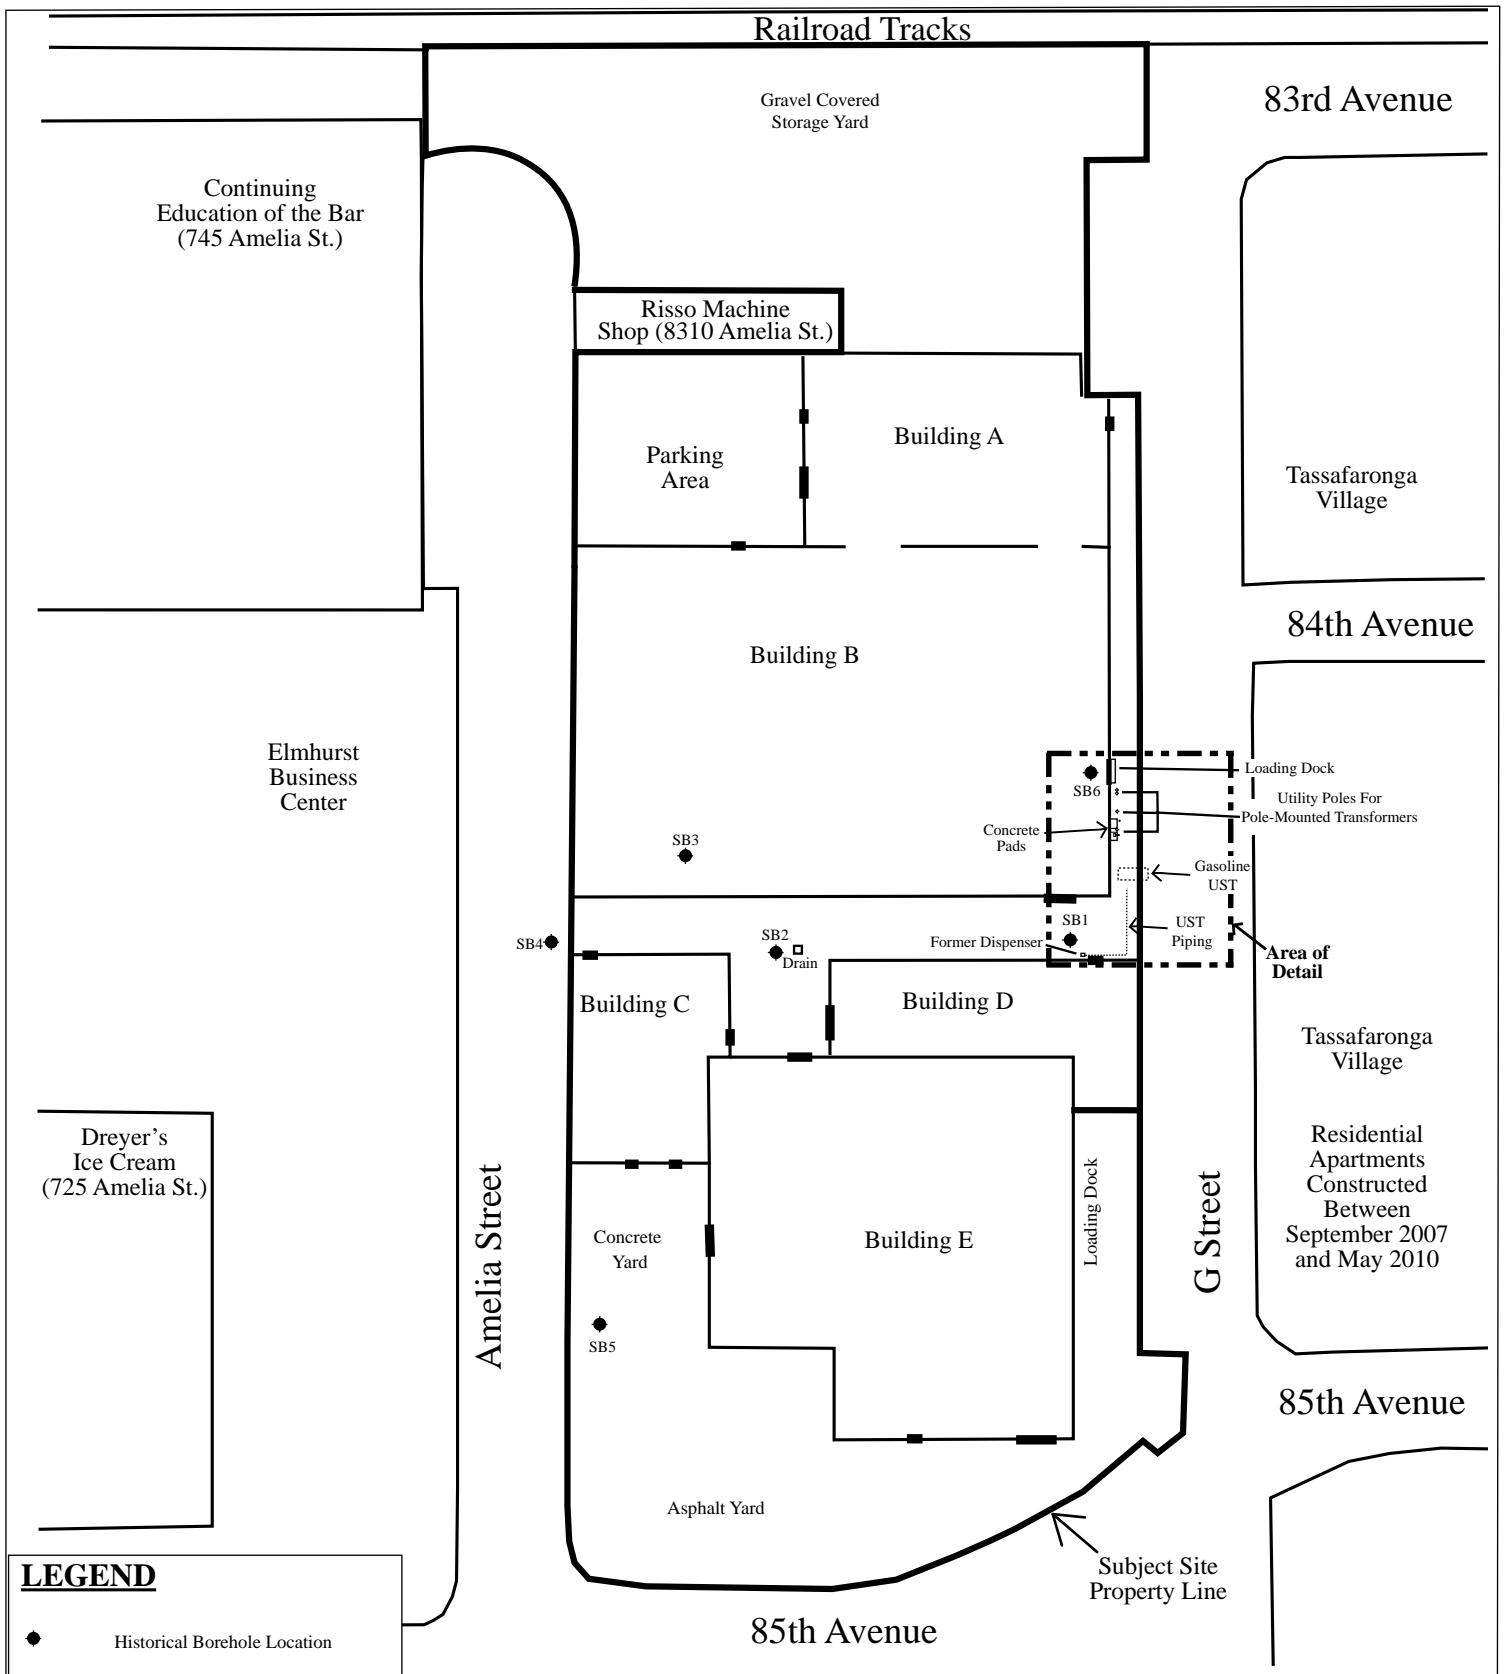 Railroad Tracks
83rd Avenue
Gravel Covered
Storage Yard
Continuing
Education of the Bar
(745 Amelia St.)
Risso Machine
Shop (8310 Amelia St.)
Building A
Parking
Area
Tassafaronga
Village
84th Avenue
Building B
Elmhurst
Business
Center
Loading Dock
SB6
Utility Poles For
Pole-Mounted Transformers
Concrete
Pads
SB3
Gasoline
UST
SB1
UST
Piping
SB4
SB2
Drain
Former Dispenser
Area of
Detail
Building C
Building D
Tassafaronga
Village
Dreyer’s
Ice Cream
(725 Amelia St.)
Residential
Apartments
Constructed
Between
September 2007
and May 2010
Amelia Street
Concrete
Yard
Building E
Loading Dock
G Street
SB5
85th Avenue
Asphalt Yard
Subject Site
Property Line
85th Avenue
LEGEND
Historical Borehole Location